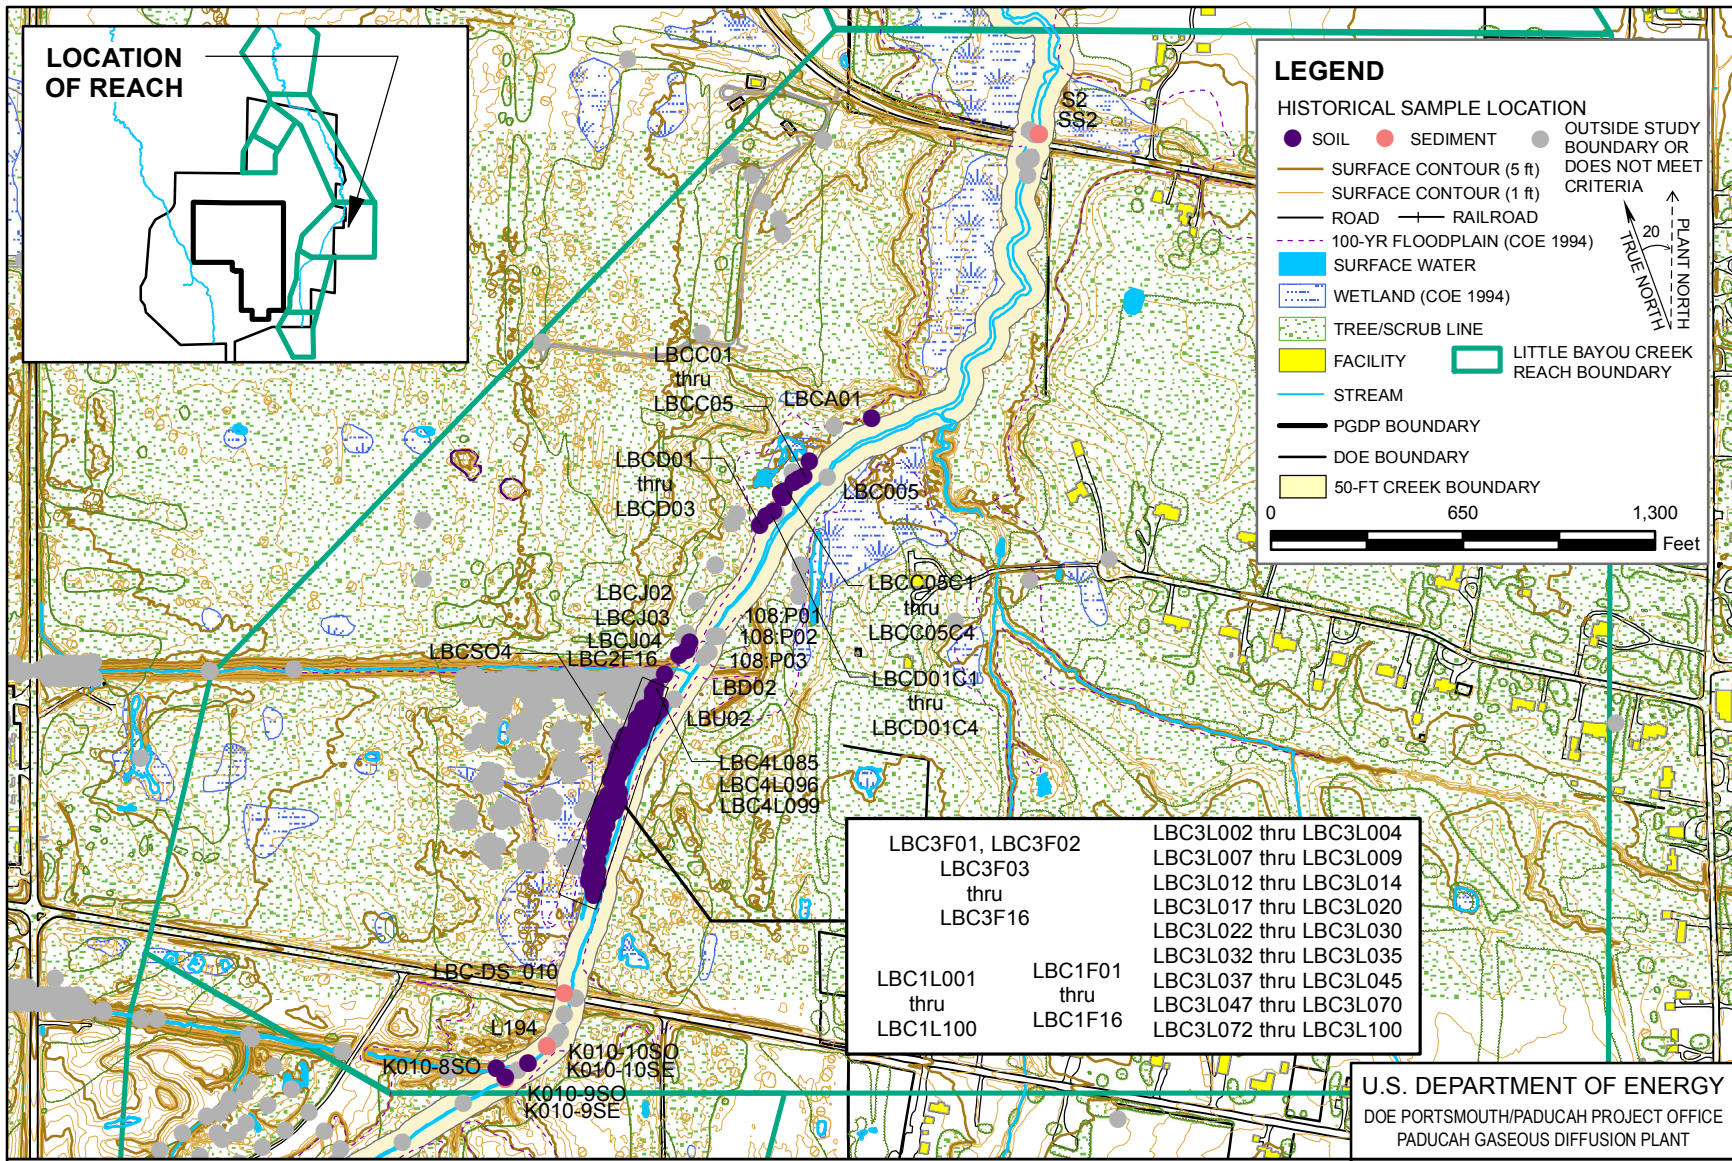 LOCATION
OF REACH
S2
SS2
LEGEND
HISTORICAL SAMPLE LOCATION
SOIL
SEDIMENT
OUTSIDE STUDY
BOUNDARY OR
DOES NOT MEET
CRITERIA
SURFACE CONTOUR (5 ft)
SURFACE CONTOUR (1 ft)
ROAD
RAILROAD
100-YR FLOODPLAIN (COE 1994)
SURFACE WATER
WETLAND (COE 1994)
TREE/SCRUB LINE
FACILITY
LITTLE BAYOU CREEK
REACH BOUNDARY
STREAM
PGDP BOUNDARY
DOE BOUNDARY
50-FT CREEK BOUNDARY
20
TRUE NORTH
PLANT NORTH
0
650
1,300
Feet
LBCC01
thru
LBCC05
LBCA01
LBCD01
thru
LBCD03
LBC005
LBCC05C1
thru
LBCC05C4
LBCJ02
LBCJ03
LBCJ04
LBC2F16
LBCSO4
108:P01
108:P02
108:P03
LBD02
LBU02
LBCD01C1
thru
LBCD01C4
LBC4L085
LBC4L096
LBC4L099
LBC3F01, LBC3F02
LBC3F03
thru
LBC3F16
LBC1L001
thru
LBC1L100
LBC1F01
thru
LBC1F16
LBC3L002 thru LBC3L004
LBC3L007 thru LBC3L009
LBC3L012 thru LBC3L014
LBC3L017 thru LBC3L020
LBC3L022 thru LBC3L030
LBC3L032 thru LBC3L035
LBC3L037 thru LBC3L045
LBC3L047 thru LBC3L070
LBC3L072 thru LBC3L100
LBC-DS_010
L194
K010-8SO
K010-10SO
K010-10SE
K010-9SO
K010-9SE
U.S. DEPARTMENT OF ENERGY
DOE PORTSMOUTH/PADUCAH PROJECT OFFICE
PADUCAH GASEOUS DIFFUSION PLANT